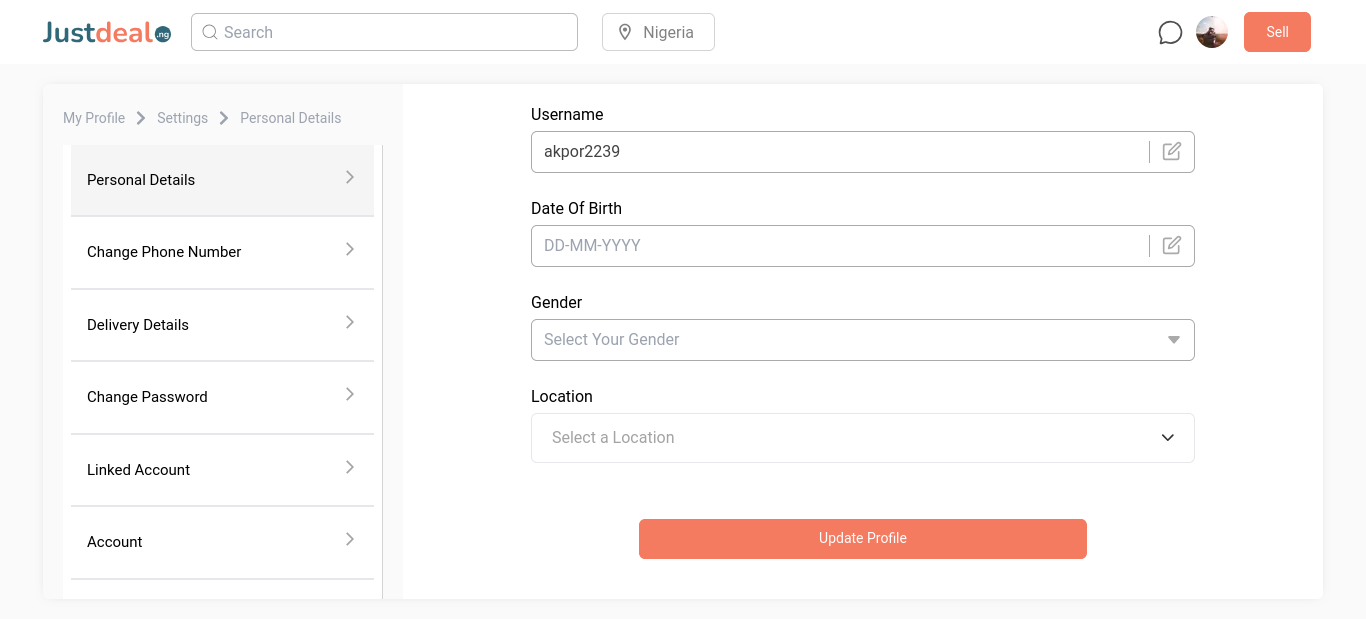 Justdeal.ng
Search
Nigeria
Sell
My Profile
Settings
Personal Details
Personal Details
Change Phone Number
Delivery Details
Change Password
Linked Account
Account
Username
akpor2239
Date Of Birth
DD-MM-YYYY
Gender
Select Your Gender
Location
Select a Location
Update Profile